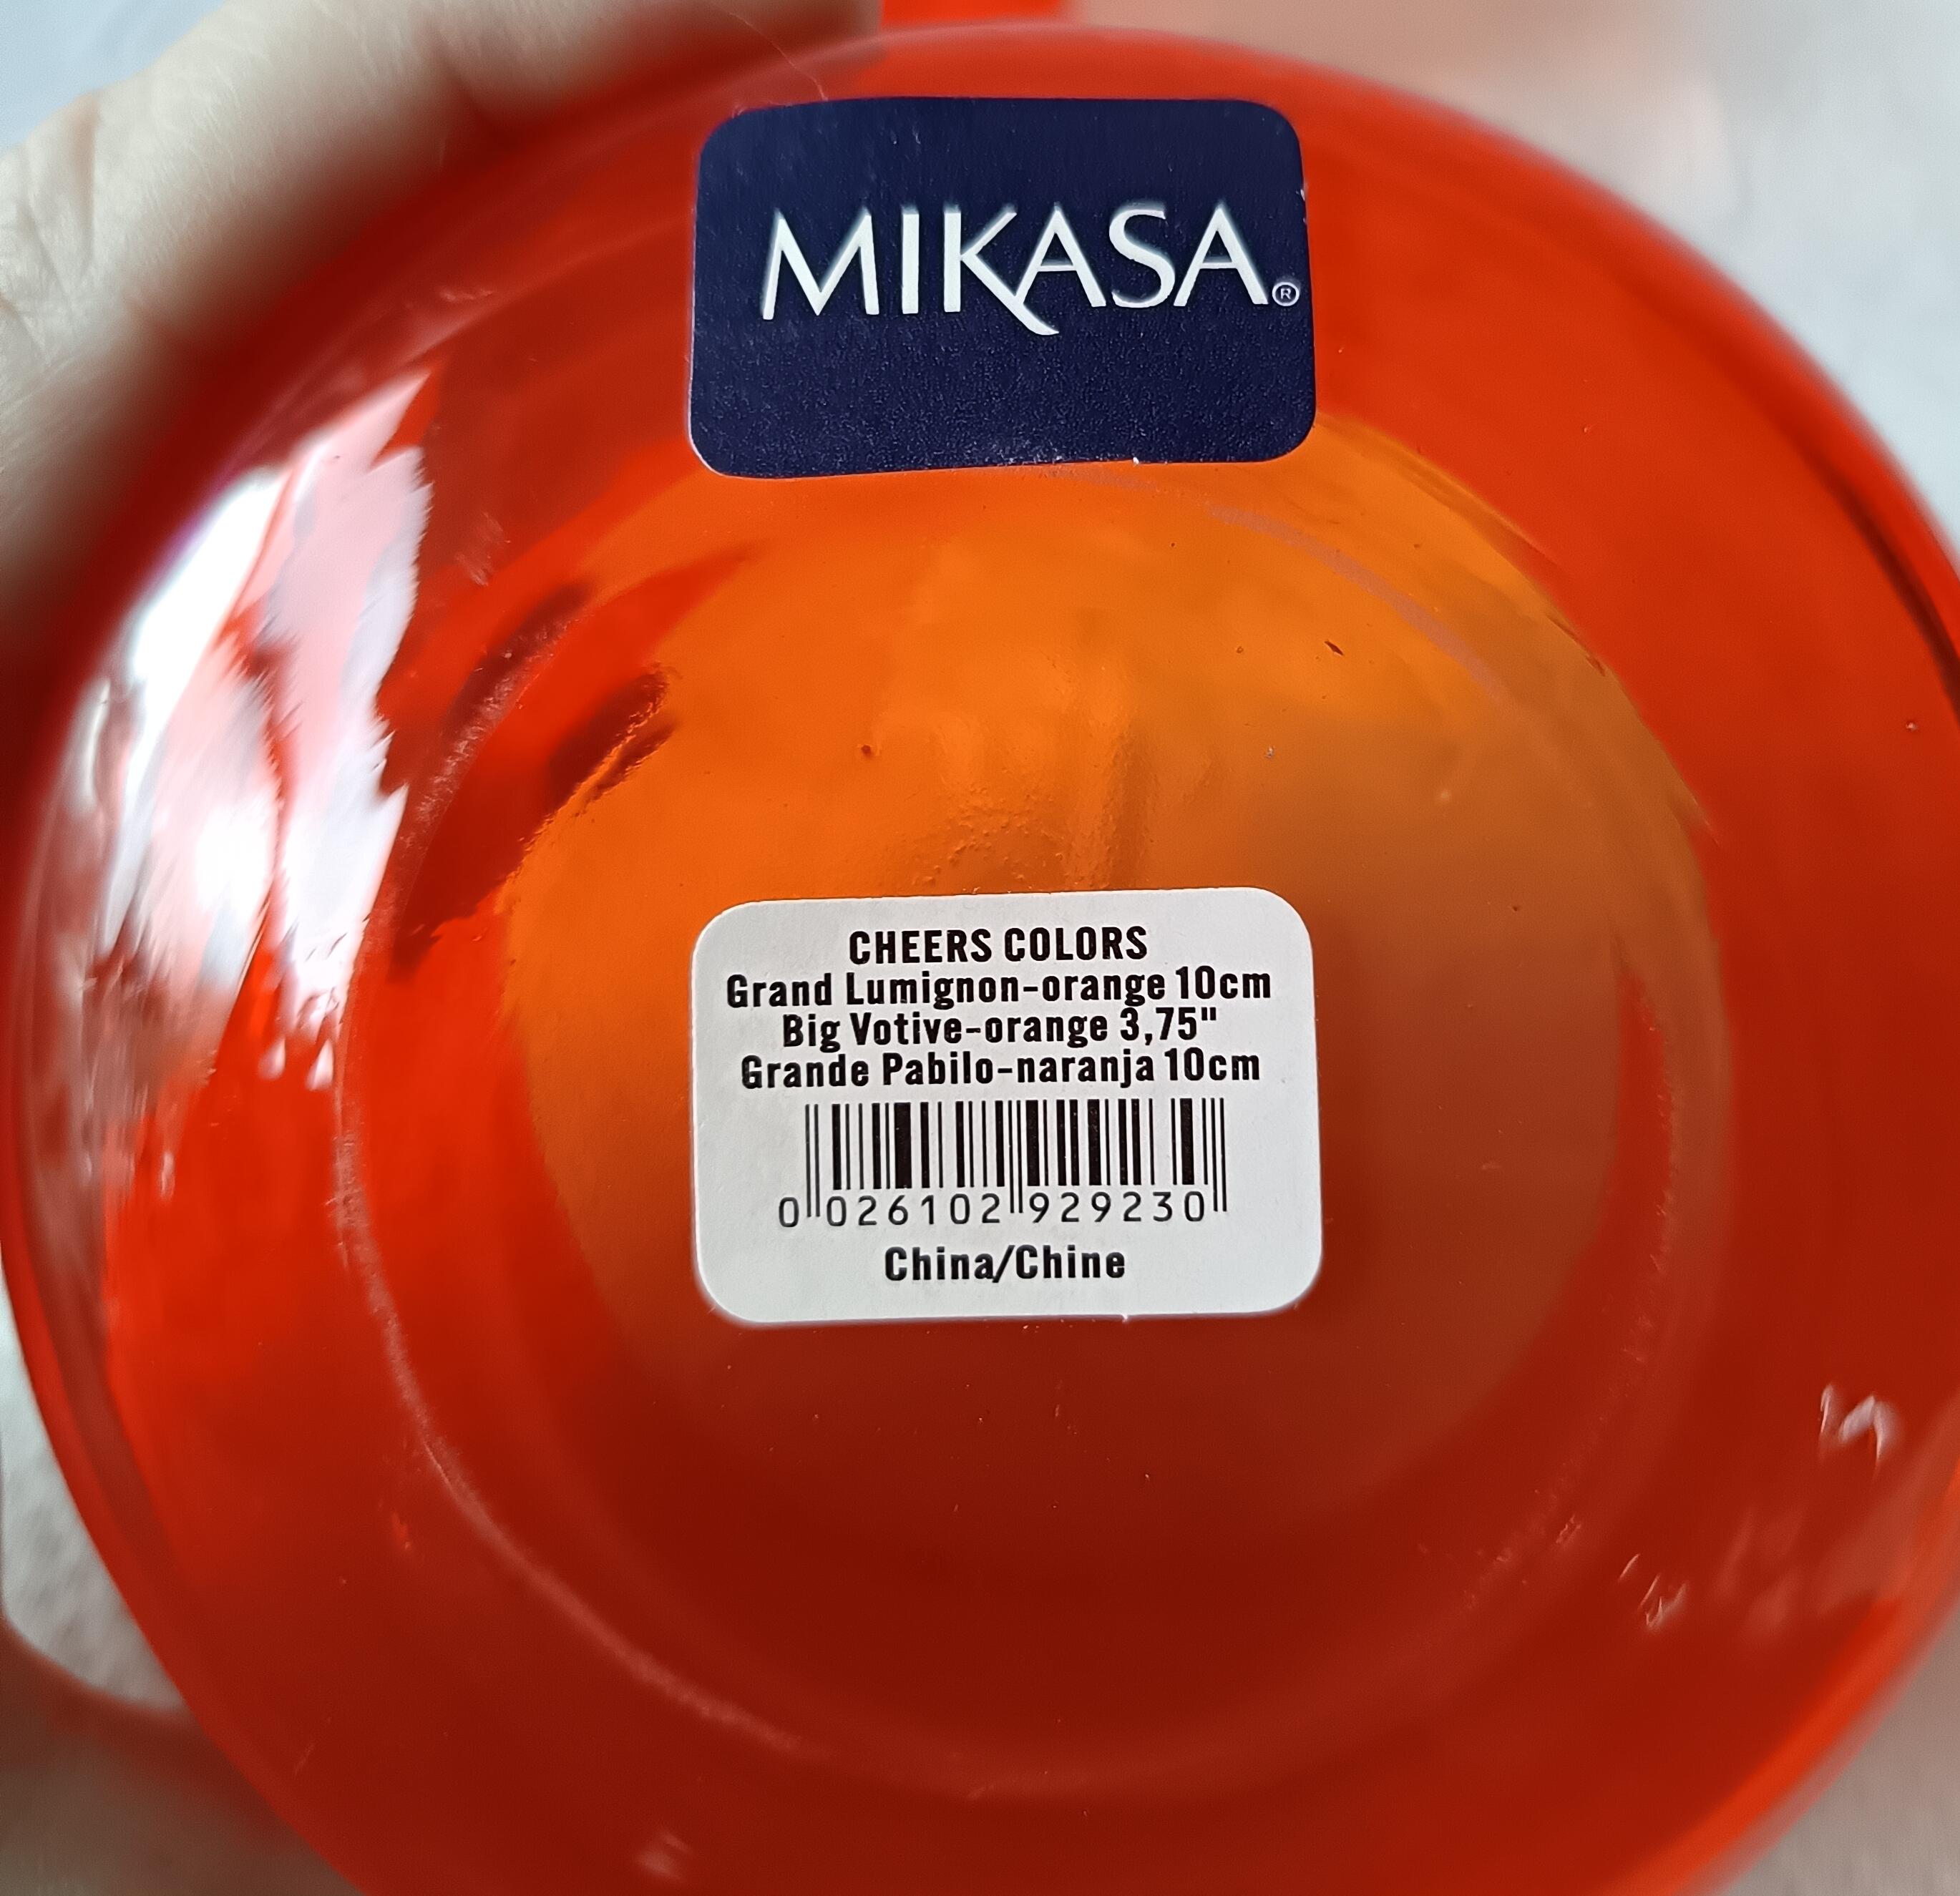 MIKASA®
CHEERS COLORS
Grand Lumignon-orange 10cm
Big Votive-orange 3,75"
Grande Pabilo-naranja 10cm
0 026102 929230
China/Chine